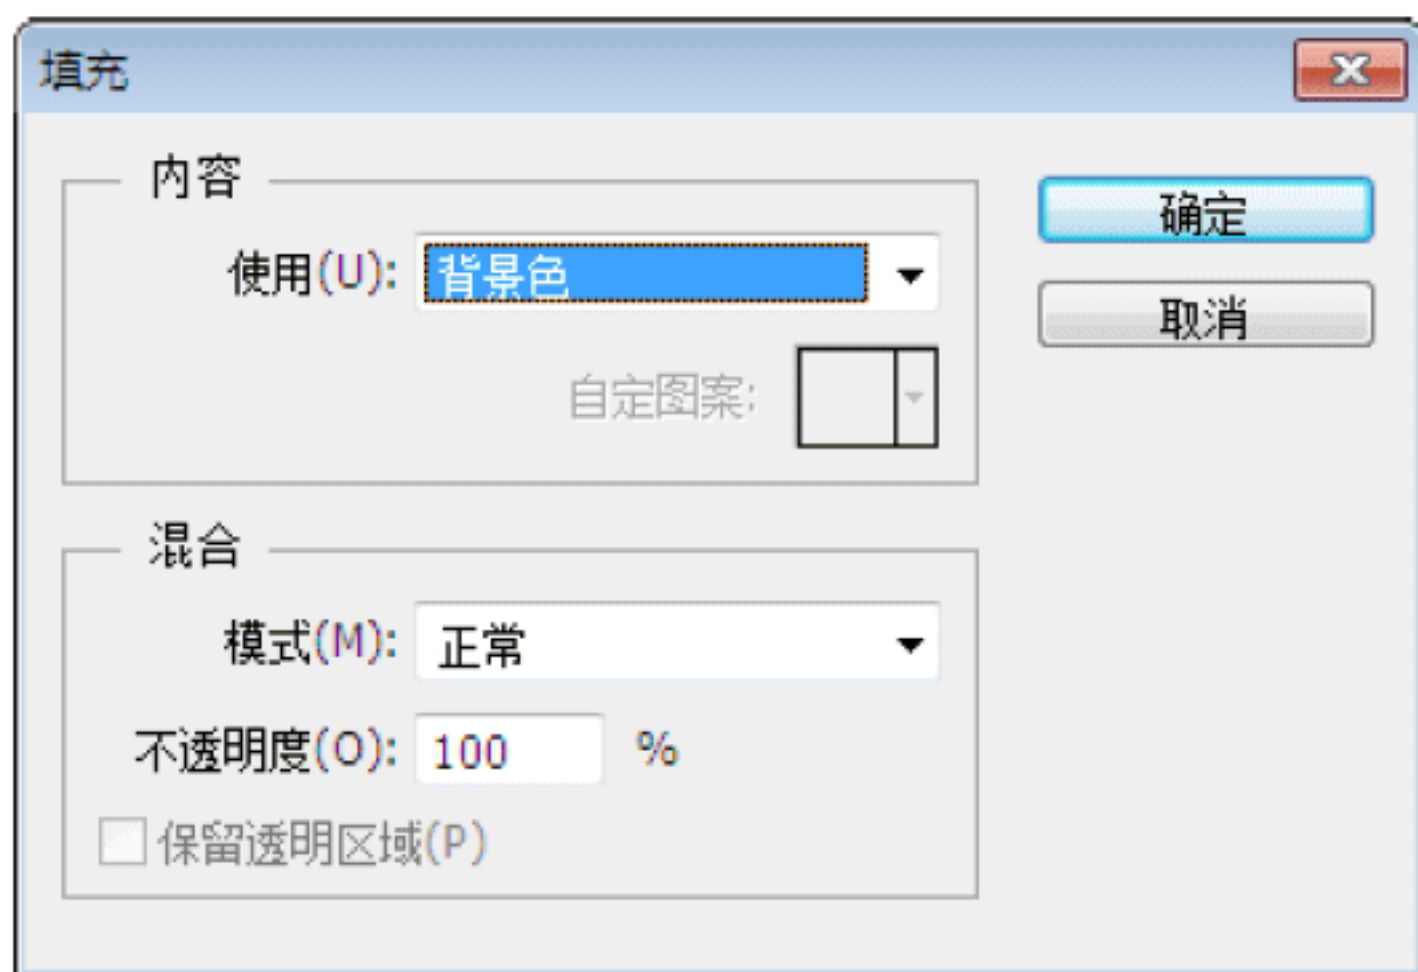 填充
内容
使用(U): 背景色
确定
自定图案:
取消
混合
模式(M): 正常
不透明度(O): 100 %
保留透明区域(P)